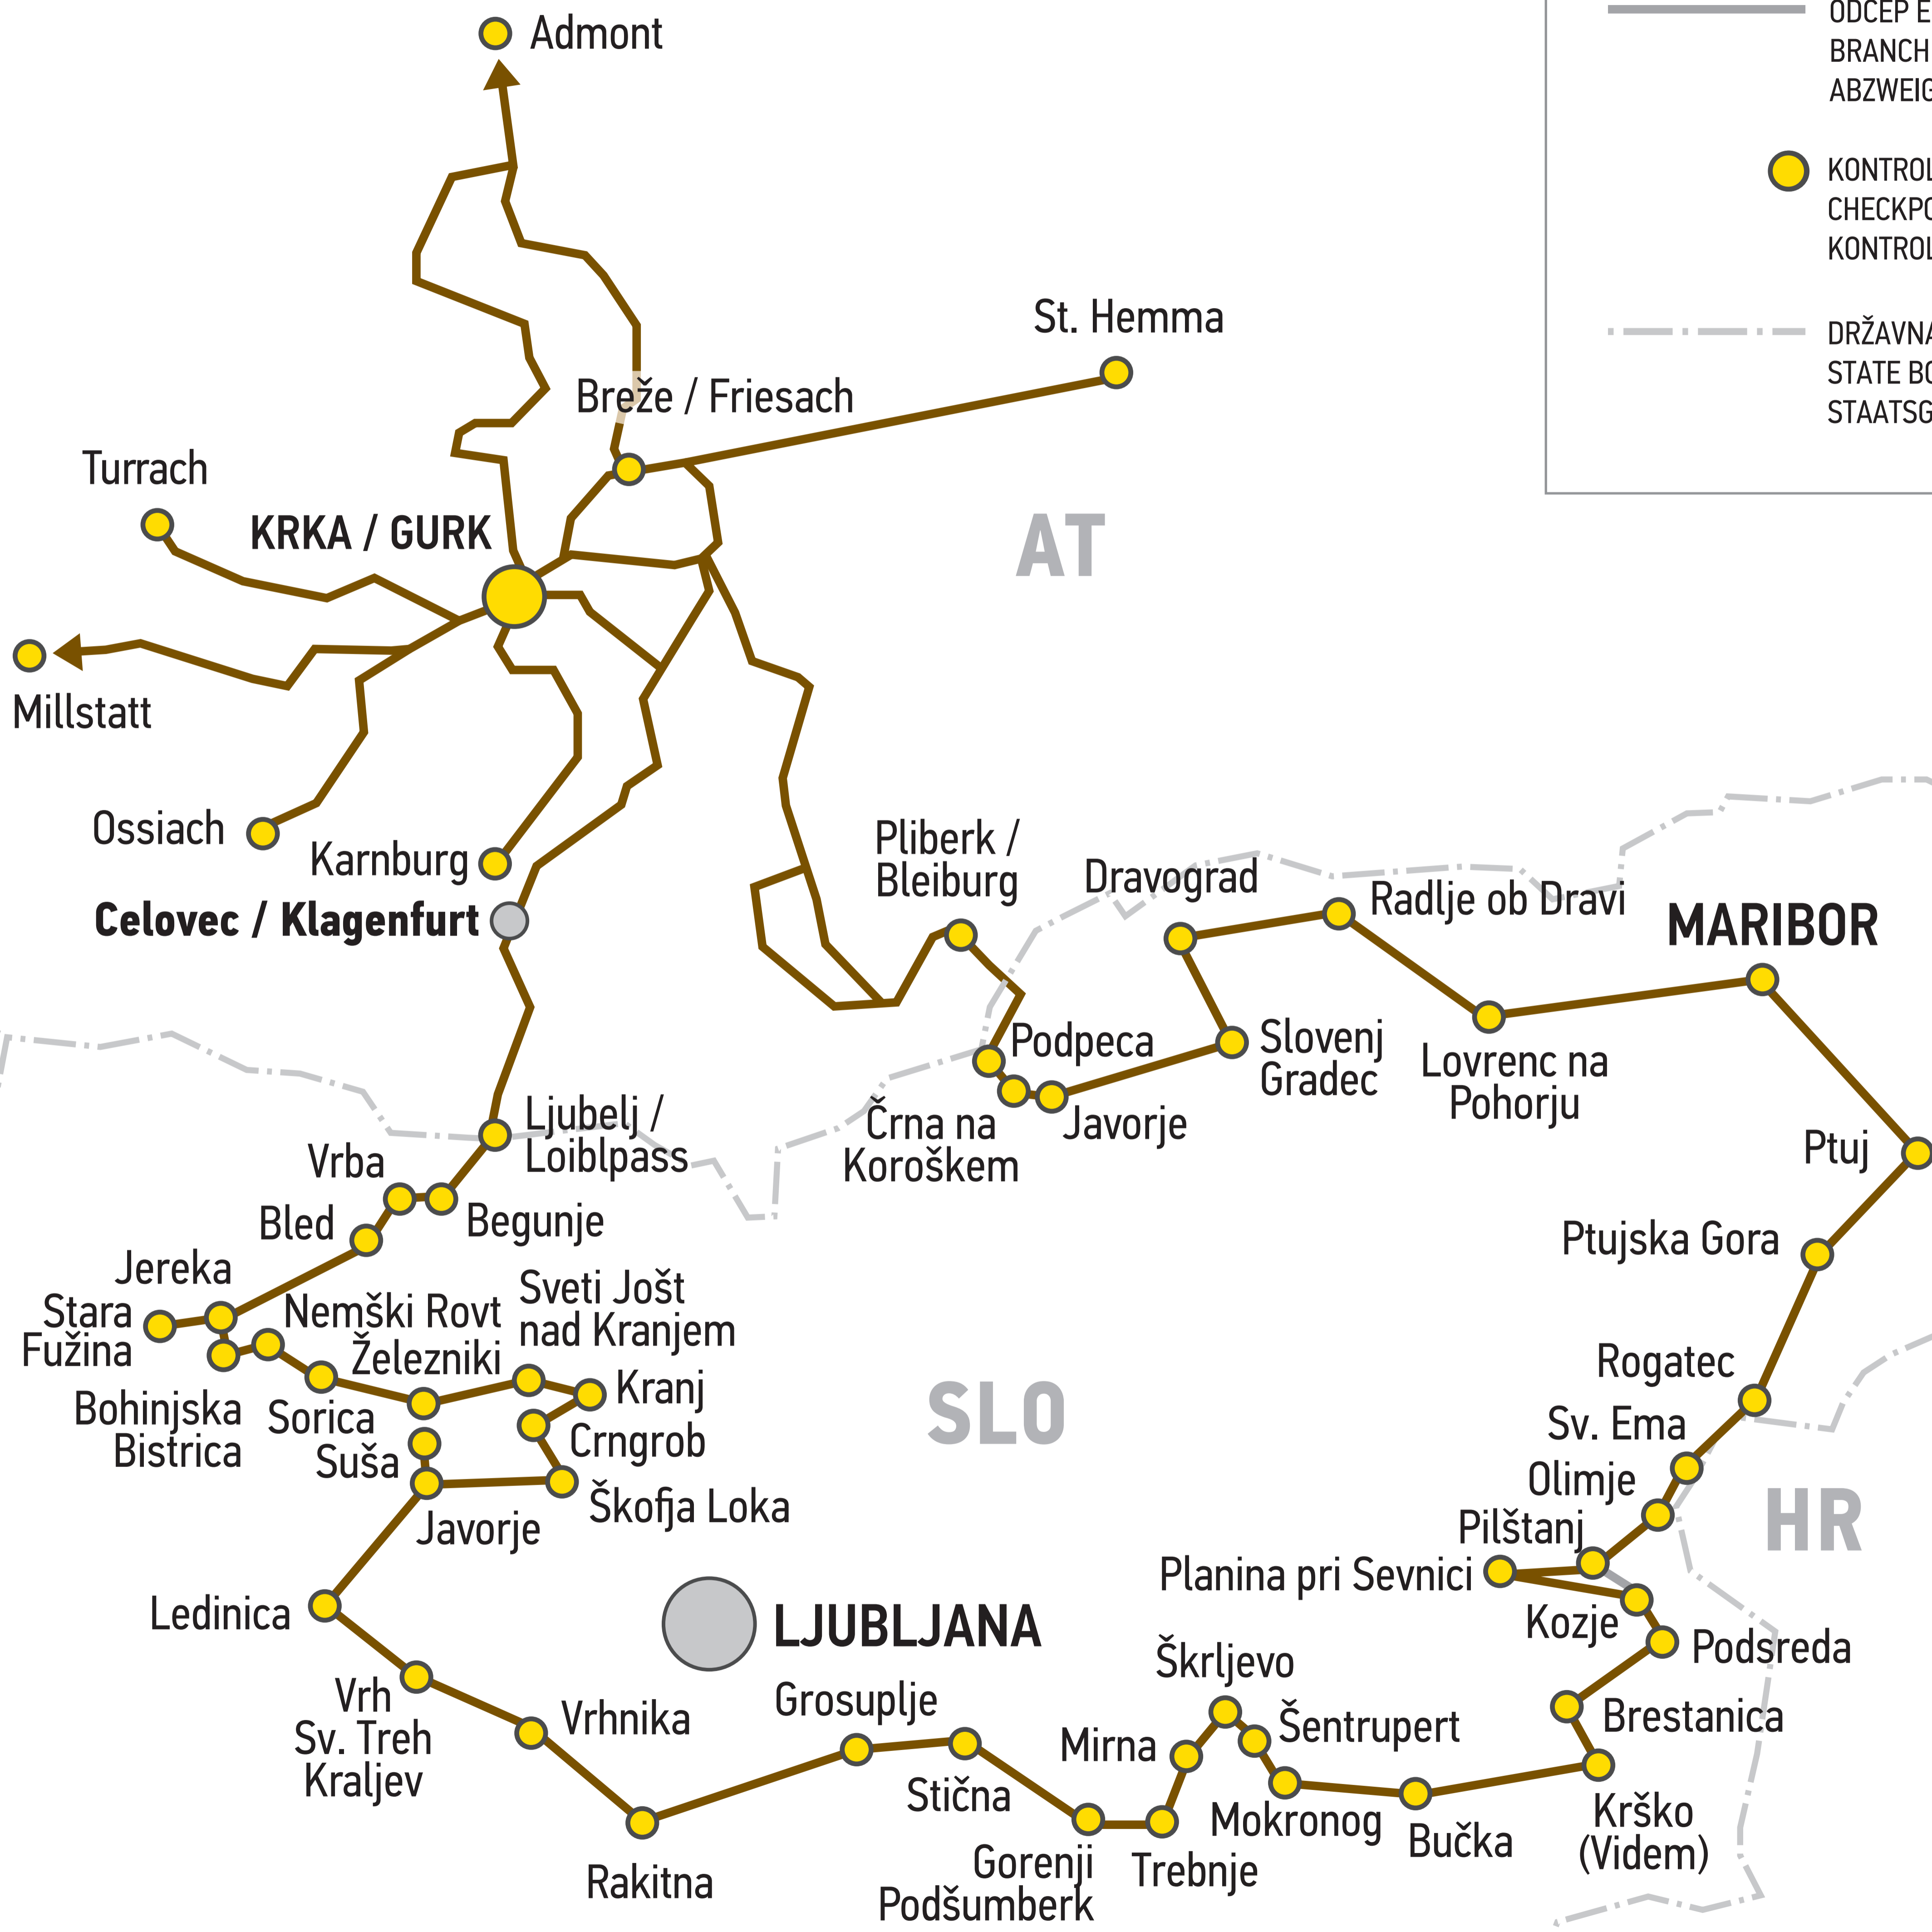 Admont
ODCEP E
BRANCH
ABZWEIG
KONTROL
CHECKPO
KONTROL
DRŽAVNA
STATE BO
STAATSG
St. Hemma
Breže / Friesach
Turrach
KRKA / GURK
AT
Millstatt
Ossiach
Karnburg
Celovec / Klagenfurt
Pliberk /
Bleiburg
Dravograd
Radlje ob Dravi
MARIBOR
Podpeca
Slovenj
Gradec
Lovrenc na
Pohorju
Črna na
Koroškem
Javorje
Ptuj
Ljubelj /
Loiblpass
Vrba
Begunje
Bled
Ptujska Gora
Jereka
Stara
Fužina
Nemški Rovt
Sveti Jošt
nad Kranjem
Železniki
Kranj
Bohinjska
Bistrica
Sorica
Suša
Crngrob
Škofja Loka
Javorje
SLO
Rogatec
Sv. Ema
Olimje
HR
Pilštanj
Planina pri Sevnici
Kozje
Podsreda
Ledinica
LJUBLJANA
Vrh
Sv. Treh
Kraljev
Vrhnika
Grosuplje
Škrljevo
Šentrupert
Mirna
Brestanica
Stična
Mokronog
Bučka
Krško
(Videm)
Rakitna
Gorenji
Podšumberk
Trebnje